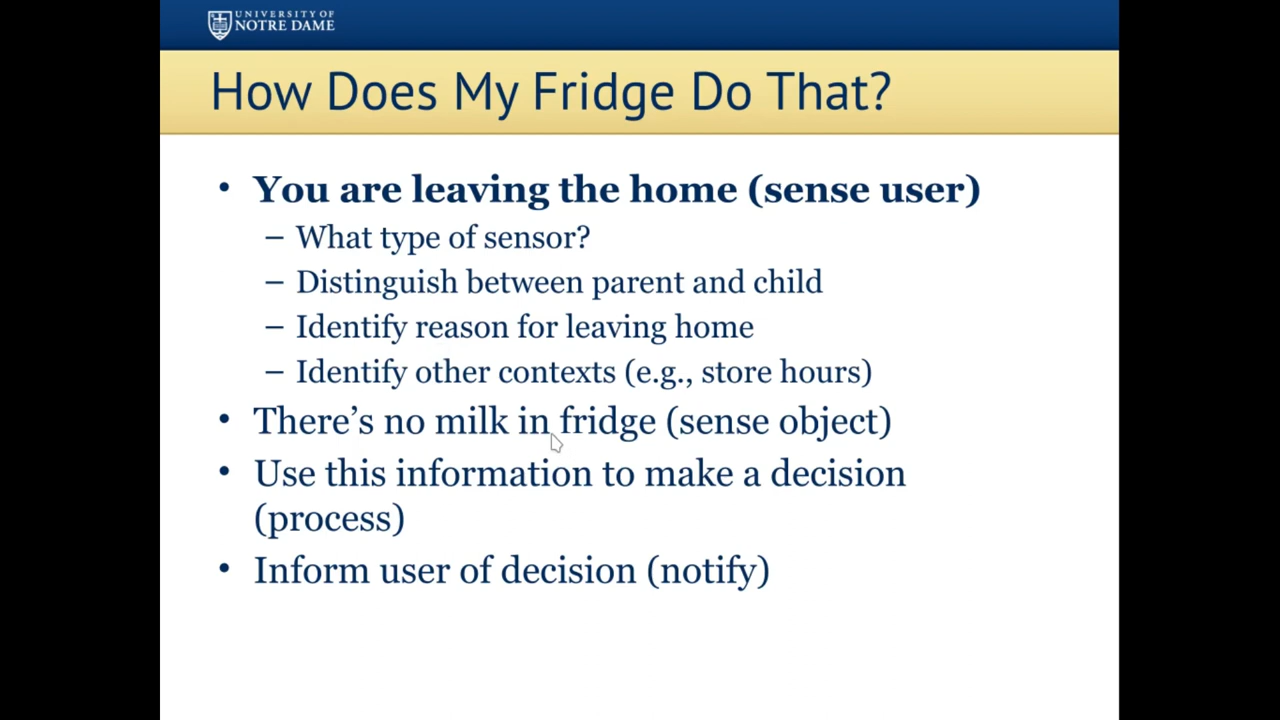 UNIVERSITY OF
NOTRE DAME
How Does My Fridge Do That?
• You are leaving the home (sense user)
– What type of sensor?
– Distinguish between parent and child
– Identify reason for leaving home
– Identify other contexts (e.g., store hours)
• There’s no milk in fridge (sense object)
• Use this information to make a decision
(process)
• Inform user of decision (notify)